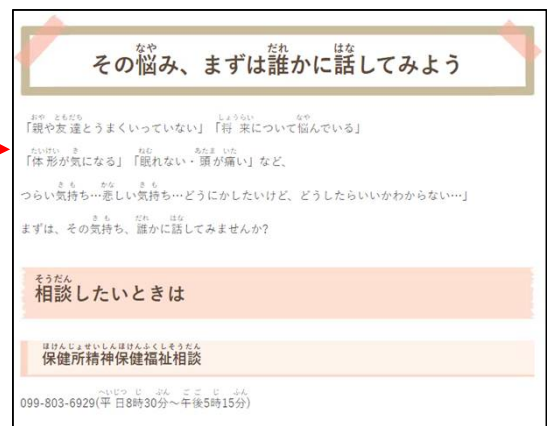 その悩み、まずは誰かに話してみよう
「親や友達とうまくいっていない」「将来について悩んでいる」
「体形が気になる」「眠れない・頭が痛い」など、
つらい気持ち…悲しい気持ち…どうにかしたいけど、どうしたらいいかわからない…」
まずは、その気持ち、誰かに話してみませんか?
相談したいときは
保健所精神保健福祉相談
099-803-6929(平日8時30分～午後5時15分)